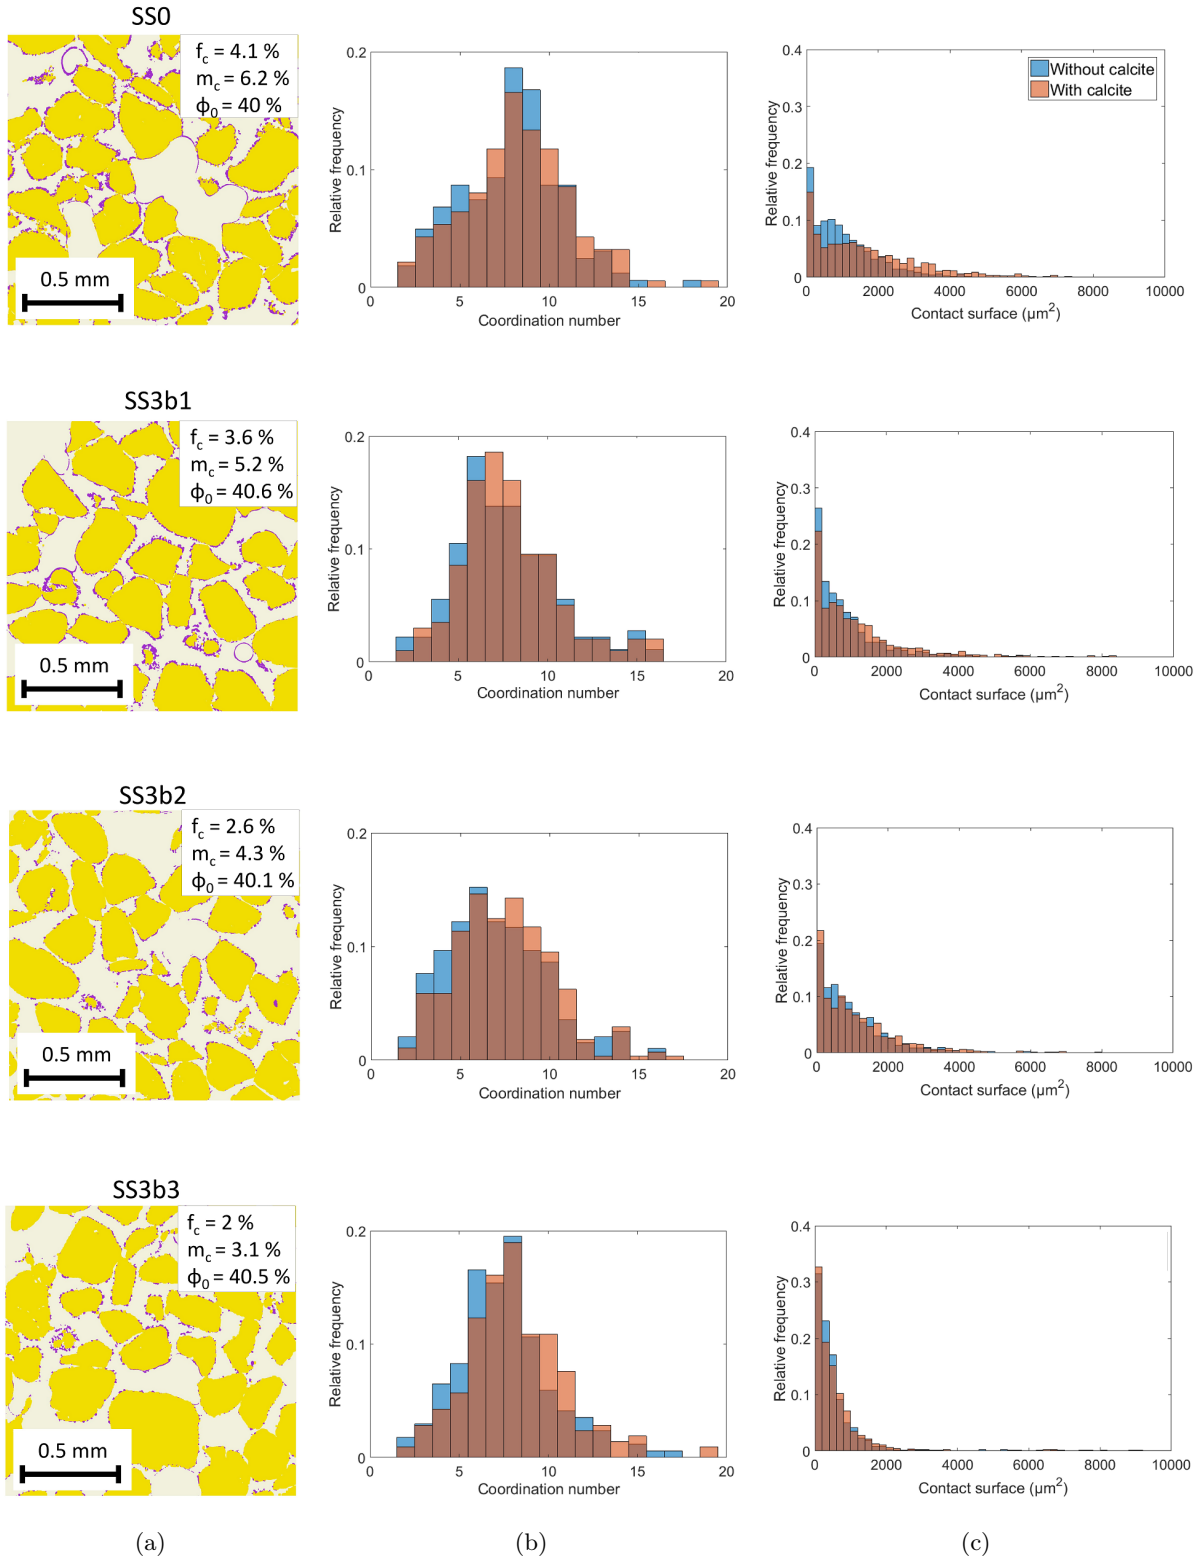 SS0
f_c = 4.1 %
m_c = 6.2 %
ϕ_0 = 40 %
0.5 mm
0.2
0.1
0
Relative frequency
0 5 10 15 20
Coordination number
0.4
0.3
0.2
0.1
0
Relative frequency
Without calcite
With calcite
0 2000 4000 6000 8000 10000
Contact surface (µm²)
SS3b1
f_c = 3.6 %
m_c = 5.2 %
ϕ_0 = 40.6 %
0.5 mm
0.2
0.1
0
Relative frequency
0 5 10 15 20
Coordination number
0.4
0.3
0.2
0.1
0
Relative frequency
0 2000 4000 6000 8000 10000
Contact surface (µm²)
SS3b2
f_c = 2.6 %
m_c = 4.3 %
ϕ_0 = 40.1 %
0.5 mm
0.2
0.1
0
Relative frequency
0 5 10 15 20
Coordination number
0.4
0.3
0.2
0.1
0
Relative frequency
0 2000 4000 6000 8000 10000
Contact surface (µm²)
SS3b3
f_c = 2 %
m_c = 3.1 %
ϕ_0 = 40.5 %
0.5 mm
0.2
0.1
0
Relative frequency
0 5 10 15 20
Coordination number
0.4
0.3
0.2
0.1
0
Relative frequency
0 2000 4000 6000 8000 10000
Contact surface (µm²)
(a) (b) (c)